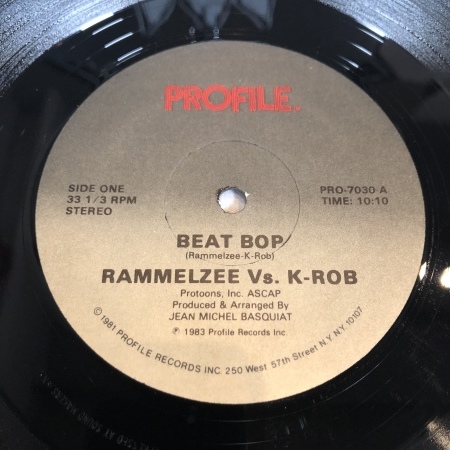 PROFILE.
SIDE ONE
33 1/3 RPM
STEREO
PRO-7030 A
TIME: 10:10
BEAT BOP
(Rammelzee-K-Rob)
RAMMELZEE Vs. K-ROB
Protoons, Inc. ASCAP
Produced & Arranged By
JEAN MICHEL BASQUIAT
℗ 1983 Profile Records Inc.
© 1981 PROFILE RECORDS INC. 250 West 57th Street N.Y. N.Y. 10107